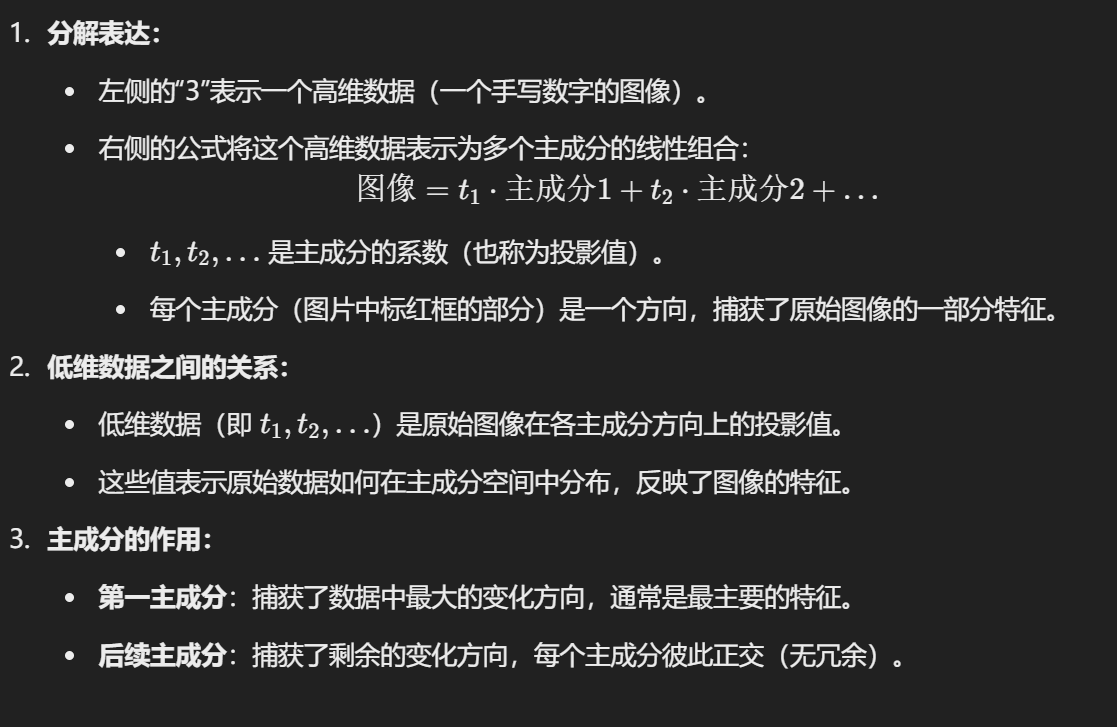 1. 分解表达：
• 左侧的“3”表示一个高维数据（一个手写数字的图像）。
• 右侧的公式将这个高维数据表示为多个主成分的线性组合：
图像 = t₁ · 主成分1 + t₂ · 主成分2 + …
• t₁, t₂, … 是主成分的系数（也称为投影值）。
• 每个主成分（图片中标红框的部分）是一个方向，捕获了原始图像的一部分特征。
2. 低维数据之间的关系：
• 低维数据（即 t₁, t₂, …）是原始图像在各主成分方向上的投影值。
• 这些值表示原始数据如何在主成分空间中分布，反映了图像的特征。
3. 主成分的作用：
• 第一主成分：捕获了数据中最大的变化方向，通常是最主要的特征。
• 后续主成分：捕获了剩余的变化方向，每个主成分彼此正交（无冗余）。